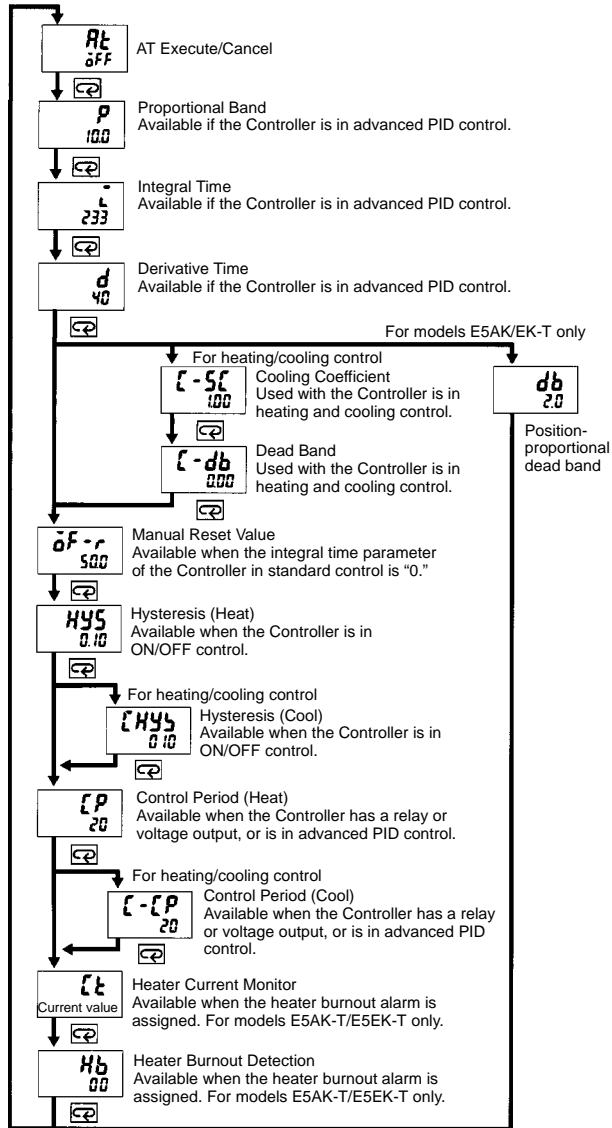 At
oFF
AT Execute/Cancel
P
10.0
Proportional Band
Available if the Controller is in advanced PID control.
i
233
Integral Time
Available if the Controller is in advanced PID control.
d
40
Derivative Time
Available if the Controller is in advanced PID control.
For models E5AK/EK-T only
For heating/cooling control
C-SC
1.00
Cooling Coefficient
Used with the Controller is in
heating and cooling control.
db
2.0
Position-
proportional
dead band
C-db
0.00
Dead Band
Used with the Controller is in
heating and cooling control.
oF-r
50.0
Manual Reset Value
Available when the integral time parameter
of the Controller in standard control is “0.”
HYS
0.10
Hysteresis (Heat)
Available when the Controller is in
ON/OFF control.
For heating/cooling control
CHYS
0 10
Hysteresis (Cool)
Available when the Controller is in
ON/OFF control.
CP
20
Control Period (Heat)
Available when the Controller has a relay or
voltage output, or is in advanced PID control.
For heating/cooling control
C-CP
20
Control Period (Cool)
Available when the Controller has a relay
or voltage output, or is in advanced PID
control.
Ct
Current value
Heater Current Monitor
Available when the heater burnout alarm is
assigned. For models E5AK-T/E5EK-T only.
Hb
00
Heater Burnout Detection
Available when the heater burnout alarm is
assigned. For models E5AK-T/E5EK-T only.